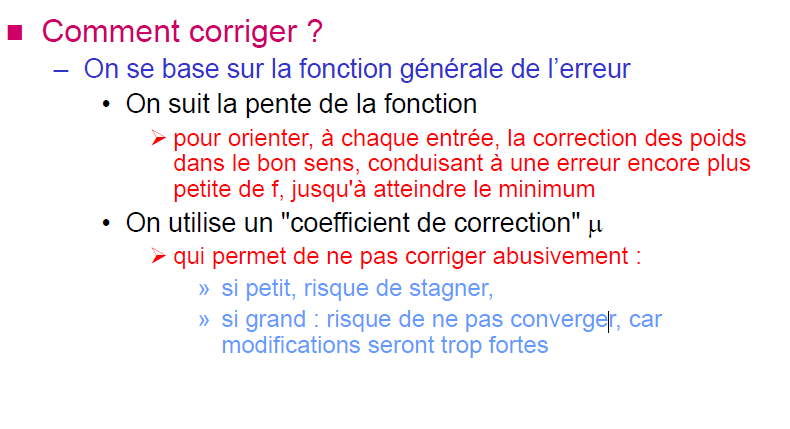 ■ Comment corriger ?
– On se base sur la fonction générale de l’erreur
• On suit la pente de la fonction
➢ pour orienter, à chaque entrée, la correction des poids
dans le bon sens, conduisant à une erreur encore plus
petite de f, jusqu'à atteindre le minimum
• On utilise un "coefficient de correction" μ
➢ qui permet de ne pas corriger abusivement :
» si petit, risque de stagner,
» si grand : risque de ne pas converger, car
modifications seront trop fortes